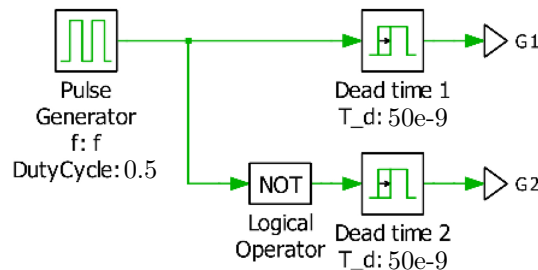 G1
Pulse
Generator
f: f
DutyCycle: 0.5
Dead time 1
T_d: 50e-9
NOT
G2
Logical
Operator
Dead time 2
T_d: 50e-9